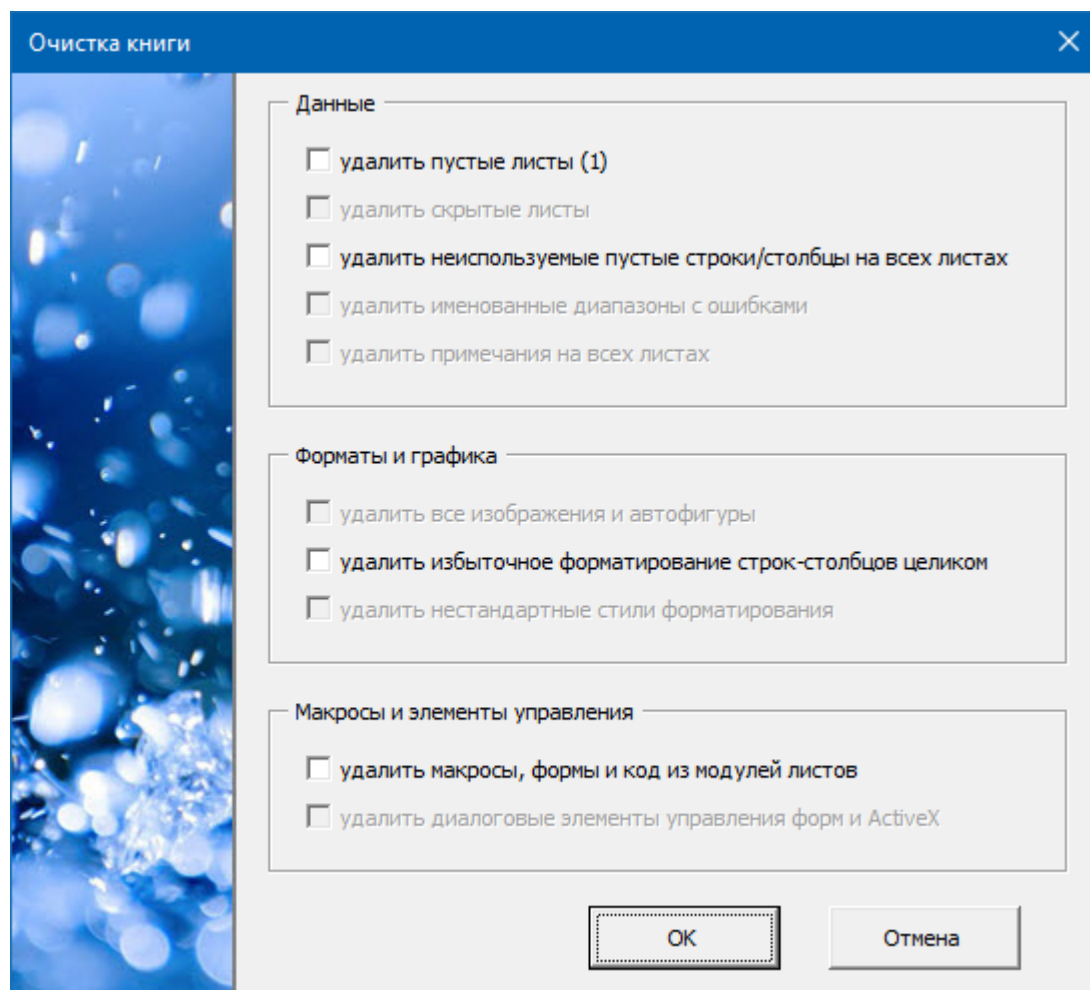 Очистка книги
Данные
удалить пустые листы (1)
удалить скрытые листы
удалить неиспользуемые пустые строки/столбцы на всех листах
удалить именованные диапазоны с ошибками
удалить примечания на всех листах
Форматы и графика
удалить все изображения и автофигуры
удалить избыточное форматирование строк-столбцов целиком
удалить нестандартные стили форматирования
Макросы и элементы управления
удалить макросы, формы и код из модулей листов
удалить диалоговые элементы управления форм и ActiveX
ОК
Отмена